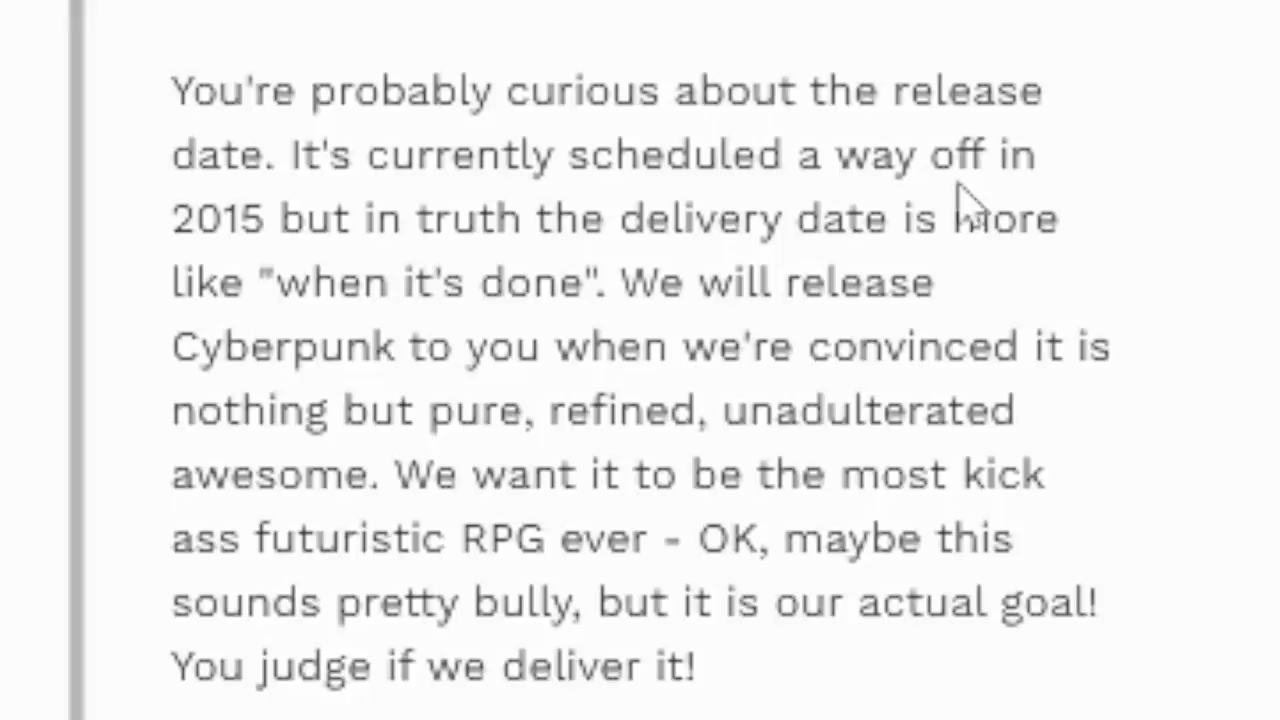 You're probably curious about the release
date. It's currently scheduled a way off in
2015 but in truth the delivery date is more
like "when it's done". We will release
Cyberpunk to you when we're convinced it is
nothing but pure, refined, unadulterated
awesome. We want it to be the most kick
ass futuristic RPG ever - OK, maybe this
sounds pretty bully, but it is our actual goal!
You judge if we deliver it!